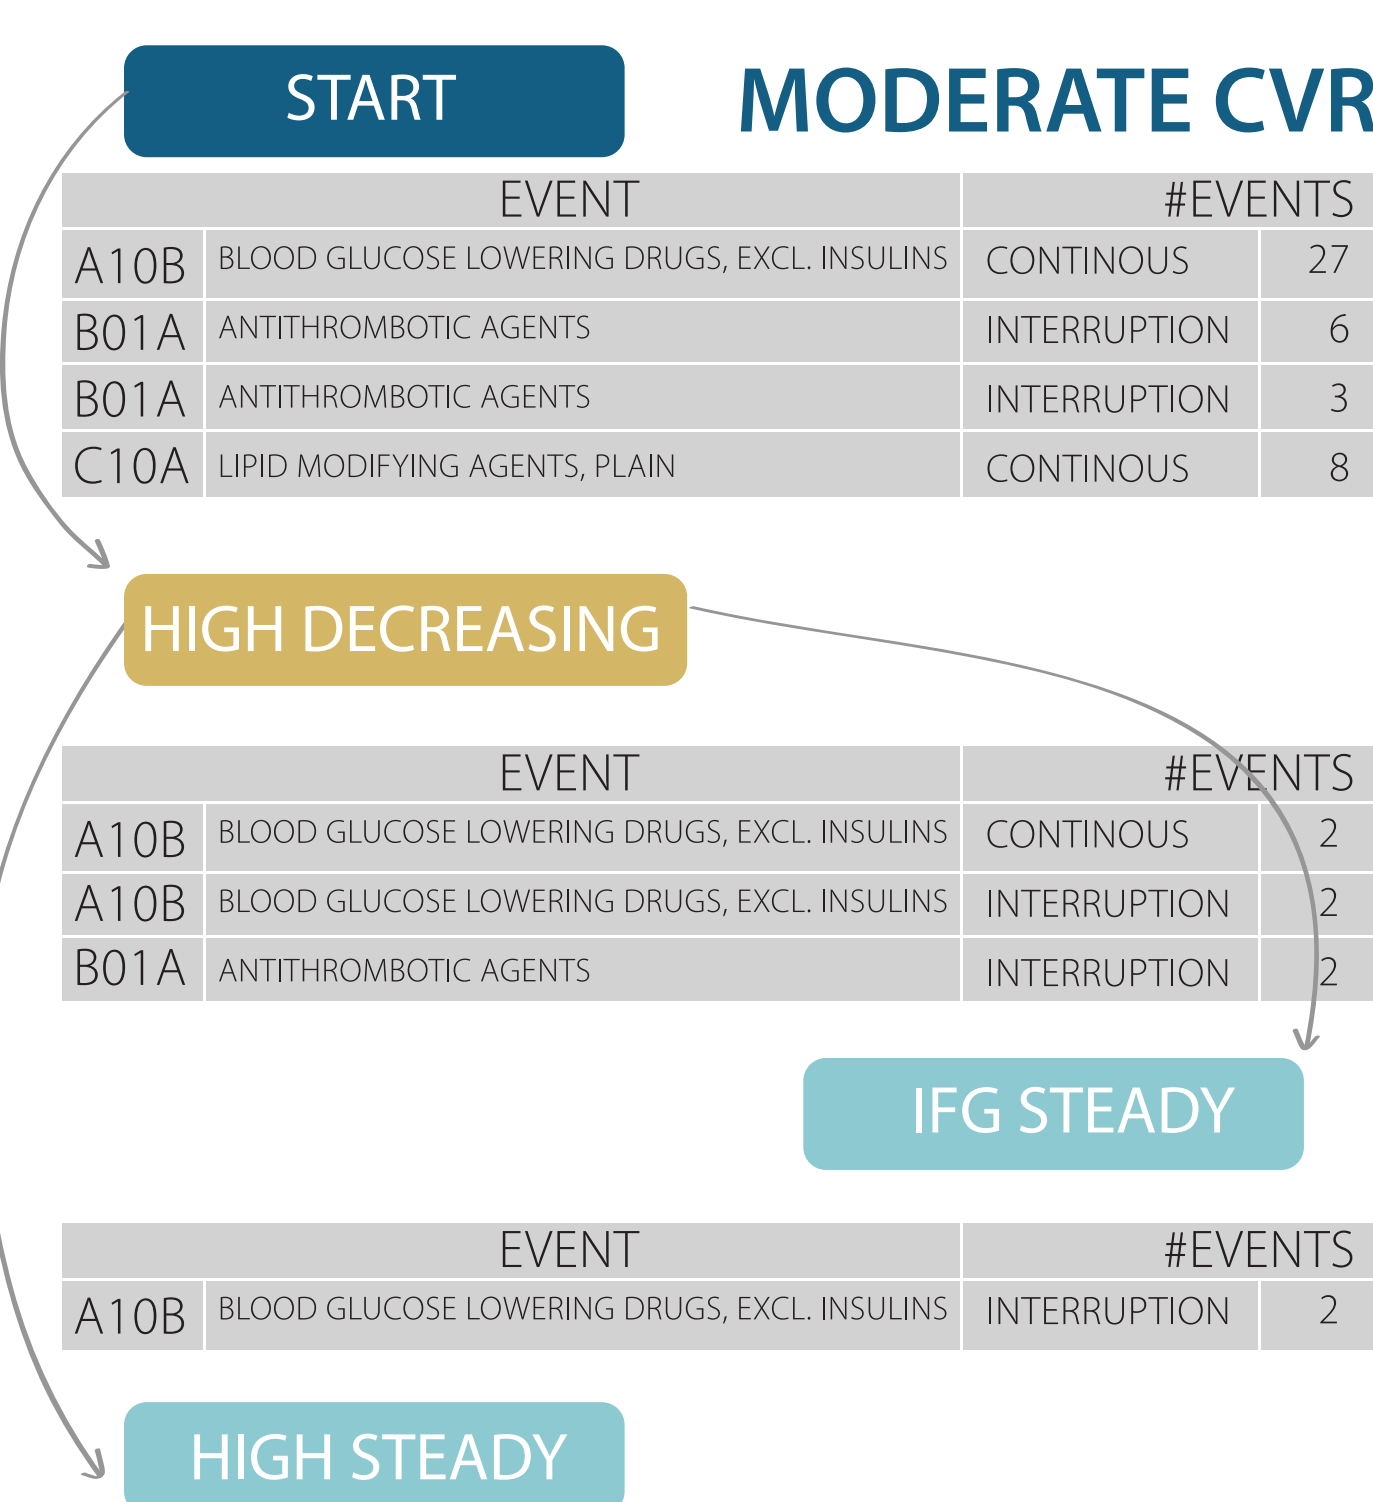 START
MODERATE CVR
EVENT #EVENTS
A10B BLOOD GLUCOSE LOWERING DRUGS, EXCL. INSULINS CONTINOUS 27
B01A ANTITHROMBOTIC AGENTS INTERRUPTION 6
B01A ANTITHROMBOTIC AGENTS INTERRUPTION 3
C10A LIPID MODIFYING AGENTS, PLAIN CONTINOUS 8
HIGH DECREASING
EVENT #EVENTS
A10B BLOOD GLUCOSE LOWERING DRUGS, EXCL. INSULINS CONTINOUS 2
A10B BLOOD GLUCOSE LOWERING DRUGS, EXCL. INSULINS INTERRUPTION 2
B01A ANTITHROMBOTIC AGENTS INTERRUPTION 2
IFG STEADY
EVENT #EVENTS
A10B BLOOD GLUCOSE LOWERING DRUGS, EXCL. INSULINS INTERRUPTION 2
HIGH STEADY